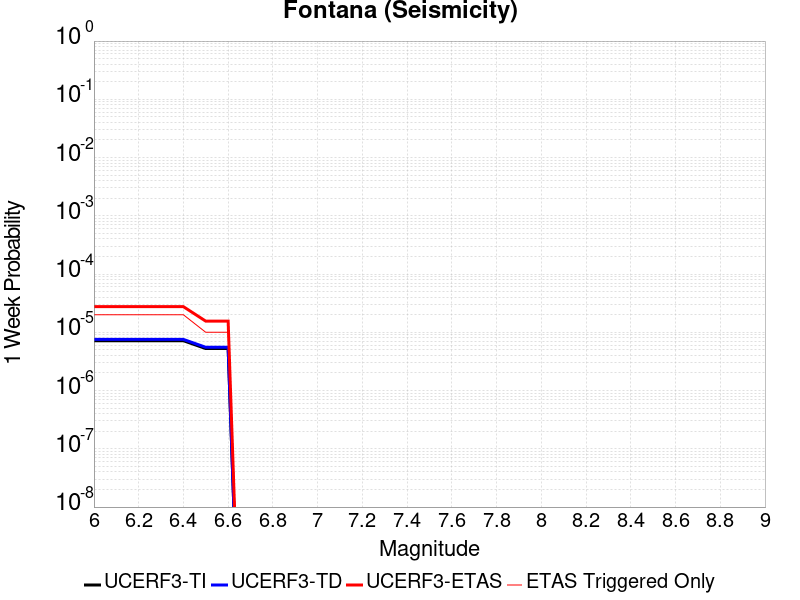 Fontana (Seismicity)
1 Week Probability
10^0
10^-1
10^-2
10^-3
10^-4
10^-5
10^-6
10^-7
10^-8
6 6.2 6.4 6.6 6.8 7 7.2 7.4 7.6 7.8 8 8.2 8.4 8.6 8.8 9
Magnitude
UCERF3-TI UCERF3-TD UCERF3-ETAS ETAS Triggered Only